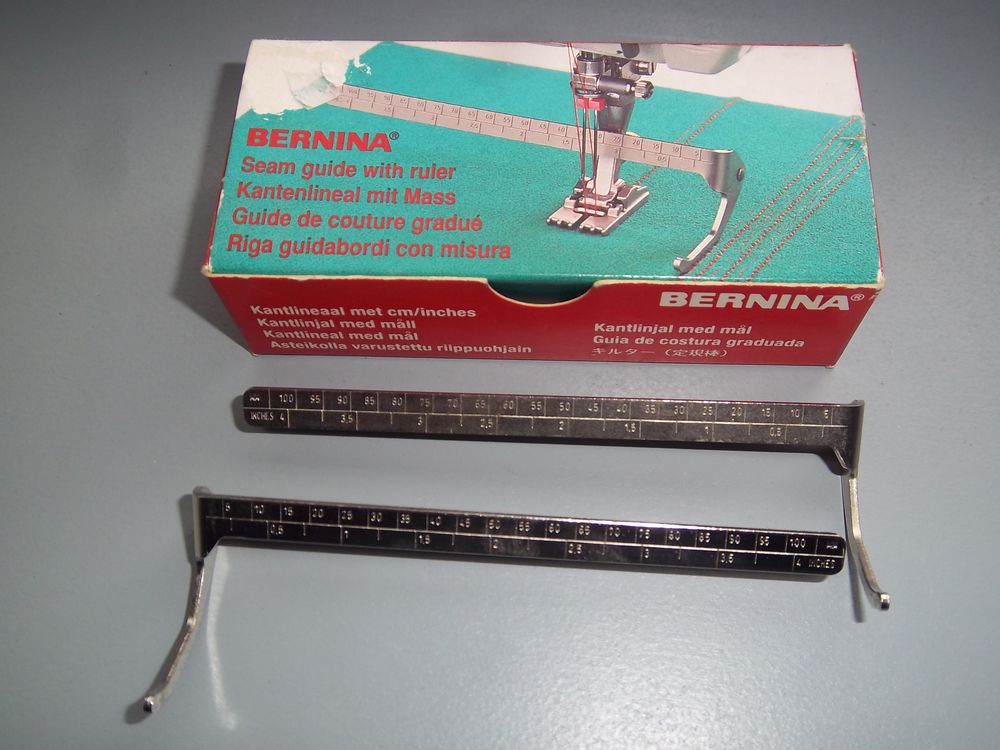 BERNINA®
Seam guide with ruler
Kantenlineal mit Mass
Guide de couture gradué
Riga guidabordi con misura
BERNINA®
Kantlineaal met cm/inches
Kantlinjal med måll
Kantlineal med mål
Asteikolla varustettu riippuohjain
Kantlinjal med mål
Guia de costura graduada
キルター (定規棒)
100 95 90 85 80 75 70 65 60 55 50 45 40 35 30 25 20 15 10 5
INCHES 4 3,5 3 2,5 2 1,5 1 0,5
5 10 15 20 25 30 35 40 45 50 55 60 65 70 75 80 85 90 95 100
0,5 1 1,5 2 2,5 3 3,5 4 INCHES